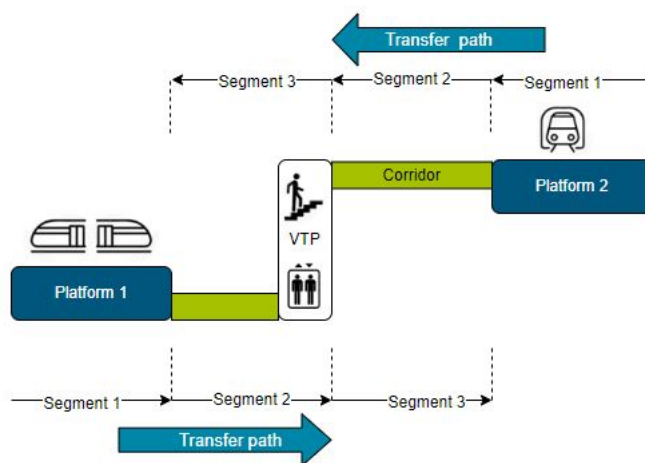 Transfer path
Segment 3 Segment 2 Segment 1
Corridor
Platform 2
VTP
Platform 1
Segment 1 Segment 2 Segment 3
Transfer path